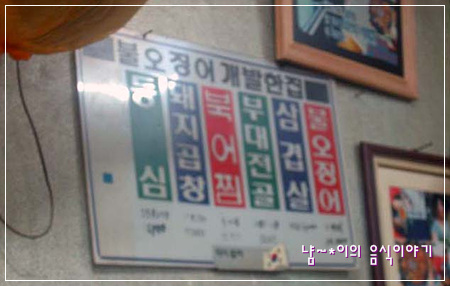 불오징어개발한집
등심
돼지곱창
북어찜
부대전골
삼겹살
불오징어
냠~*이의 음식이야기